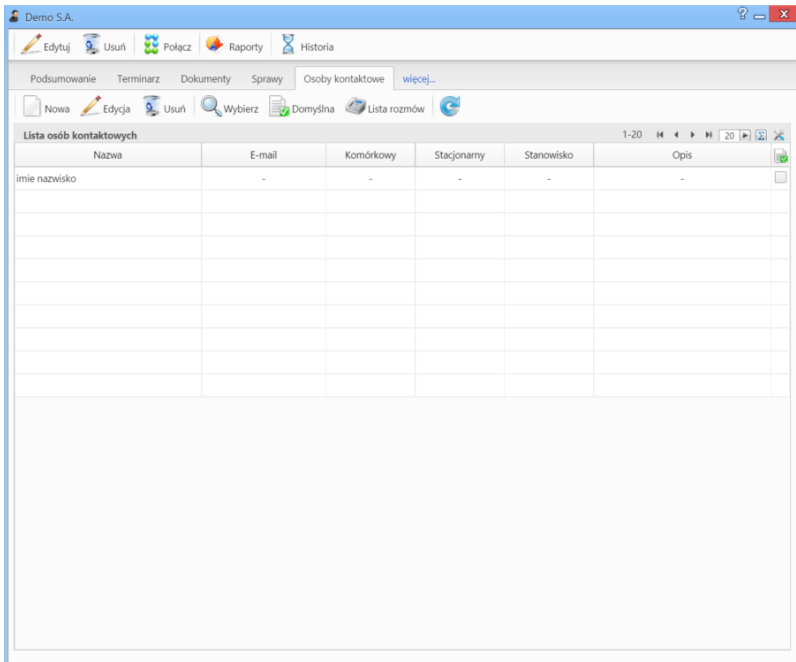 Demo S.A.
Edytuj Usuń Połącz Raporty Historia
Podsumowanie Terminarz Dokumenty Sprawy Osoby kontaktowe więcej...
Nowa Edycja Usuń Wybierz Domyślna Lista rozmów
Lista osób kontaktowych 1-20 20
Nazwa E-mail Komórkowy Stacjonarny Stanowisko Opis
imie nazwisko - - - - -